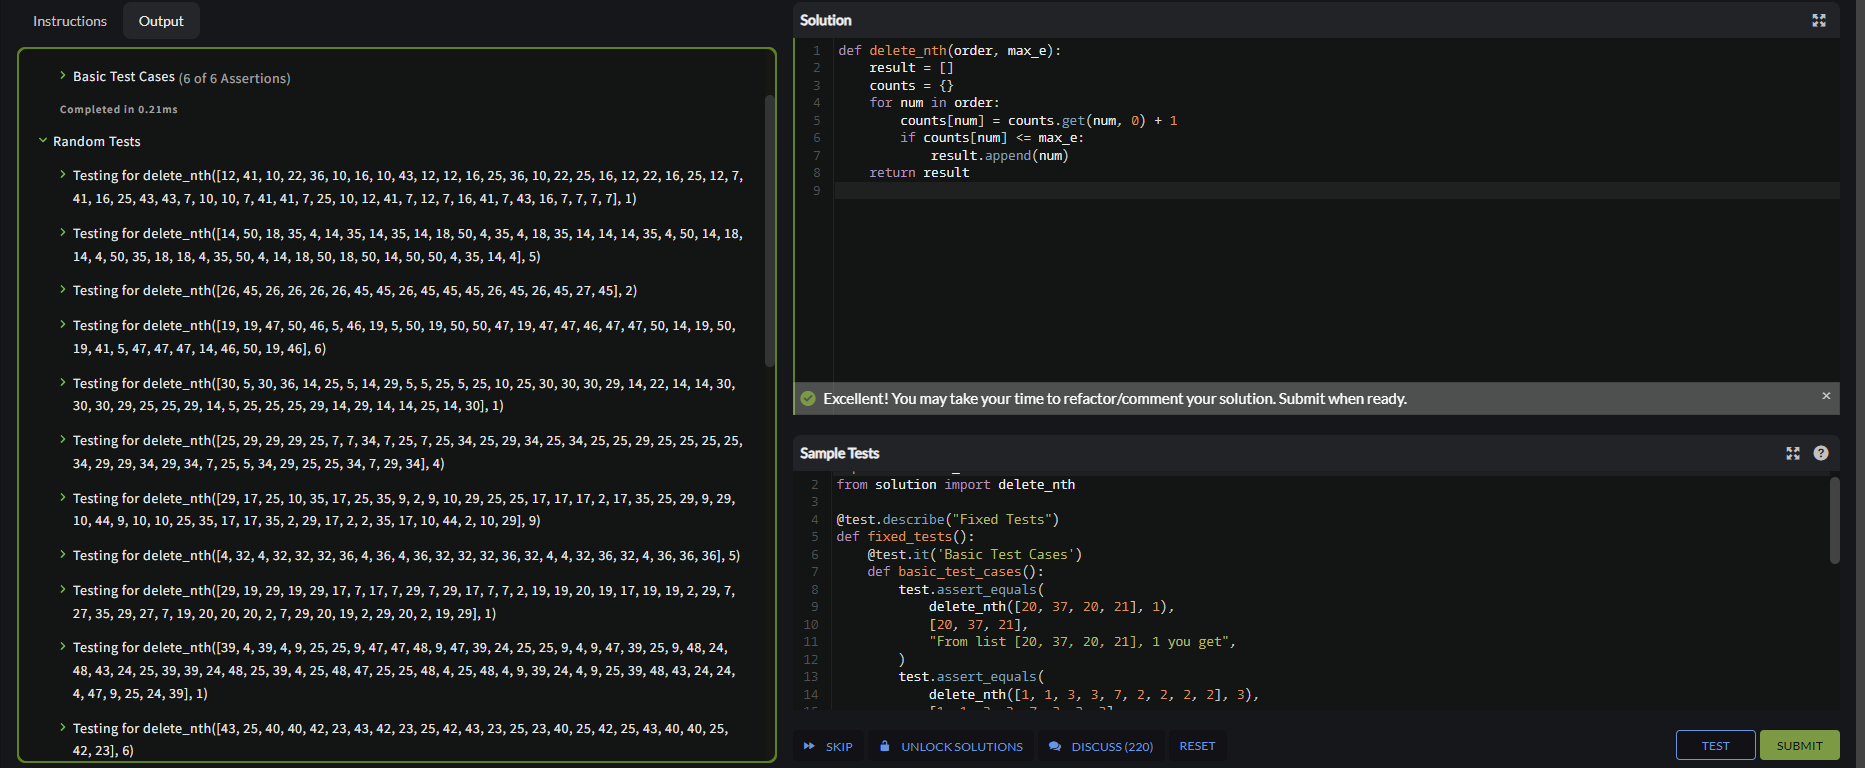 Instructions
Output
Basic Test Cases (6 of 6 Assertions)
Completed in 0.21ms
Random Tests
Testing for delete_nth([12, 41, 10, 22, 36, 10, 16, 10, 43, 12, 12, 16, 25, 36, 10, 22, 25, 16, 12, 22, 16, 25, 12, 7,
41, 16, 25, 43, 43, 7, 10, 10, 7, 41, 41, 7, 25, 10, 12, 41, 7, 12, 7, 16, 41, 7, 43, 16, 7, 7, 7, 7], 1)
Testing for delete_nth([14, 50, 18, 35, 4, 14, 35, 14, 35, 14, 18, 50, 4, 35, 4, 18, 35, 14, 14, 14, 35, 4, 50, 14, 18,
14, 4, 50, 35, 18, 18, 4, 35, 50, 4, 14, 18, 50, 18, 50, 14, 50, 50, 4, 35, 14, 4], 5)
Testing for delete_nth([26, 45, 26, 26, 26, 26, 45, 45, 26, 45, 45, 45, 26, 45, 26, 45, 27, 45], 2)
Testing for delete_nth([19, 19, 47, 50, 46, 5, 46, 19, 5, 50, 19, 50, 50, 47, 19, 47, 47, 46, 47, 47, 50, 14, 19, 50,
19, 41, 5, 47, 47, 47, 14, 46, 50, 19, 46], 6)
Testing for delete_nth([30, 5, 30, 36, 14, 25, 5, 14, 29, 5, 5, 25, 5, 25, 10, 25, 30, 30, 30, 29, 14, 22, 14, 14, 30,
30, 30, 29, 25, 25, 29, 14, 5, 25, 25, 25, 29, 14, 29, 14, 14, 25, 14, 30], 1)
Testing for delete_nth([25, 29, 29, 29, 25, 7, 7, 34, 7, 25, 7, 25, 34, 25, 29, 34, 25, 34, 25, 25, 29, 25, 25, 25, 25,
34, 29, 29, 34, 29, 34, 7, 25, 5, 34, 29, 25, 25, 34, 7, 29, 34], 4)
Testing for delete_nth([29, 17, 25, 10, 35, 17, 25, 35, 9, 2, 9, 10, 29, 25, 25, 17, 17, 17, 2, 17, 35, 25, 29, 9, 29,
10, 44, 9, 10, 10, 25, 35, 17, 17, 35, 2, 29, 17, 2, 2, 35, 17, 10, 44, 2, 10, 29], 9)
Testing for delete_nth([4, 32, 4, 32, 32, 32, 36, 4, 36, 4, 36, 32, 32, 32, 36, 32, 4, 4, 32, 36, 32, 4, 36, 36, 36], 5)
Testing for delete_nth([29, 19, 29, 19, 29, 17, 7, 17, 7, 29, 7, 29, 17, 7, 7, 2, 19, 19, 20, 19, 17, 19, 19, 2, 29, 7,
27, 35, 29, 27, 7, 19, 20, 20, 20, 2, 7, 29, 20, 19, 2, 29, 20, 2, 19, 29], 1)
Testing for delete_nth([39, 4, 39, 4, 9, 25, 25, 9, 47, 47, 48, 9, 47, 39, 24, 25, 25, 9, 4, 9, 47, 39, 25, 9, 48, 24,
48, 43, 24, 25, 39, 39, 24, 48, 25, 39, 4, 25, 48, 47, 25, 25, 48, 4, 25, 48, 4, 9, 39, 24, 4, 9, 25, 39, 48, 43, 24, 24,
4, 47, 9, 25, 24, 39], 1)
Testing for delete_nth([43, 25, 40, 40, 42, 23, 43, 42, 23, 25, 42, 43, 23, 25, 23, 40, 25, 42, 25, 43, 40, 40, 25,
42, 23], 6)
Solution
1 def delete_nth(order, max_e):
2 result = []
3 counts = {}
4 for num in order:
5 counts[num] = counts.get(num, 0) + 1
6 if counts[num] <= max_e:
7 result.append(num)
8 return result
9
Excellent! You may take your time to refactor/comment your solution. Submit when ready.
Sample Tests
2 from solution import delete_nth
3
4 @test.describe("Fixed Tests")
5 def fixed_tests():
6 @test.it('Basic Test Cases')
7 def basic_test_cases():
8 test.assert_equals(
9 delete_nth([20, 37, 20, 21], 1),
10 [20, 37, 21],
11 "From list [20, 37, 20, 21], 1 you get",
12 )
13 test.assert_equals(
14 delete_nth([1, 1, 3, 3, 7, 2, 2, 2, 2], 3),
SKIP
UNLOCK SOLUTIONS
DISCUSS (220)
RESET
TEST
SUBMIT